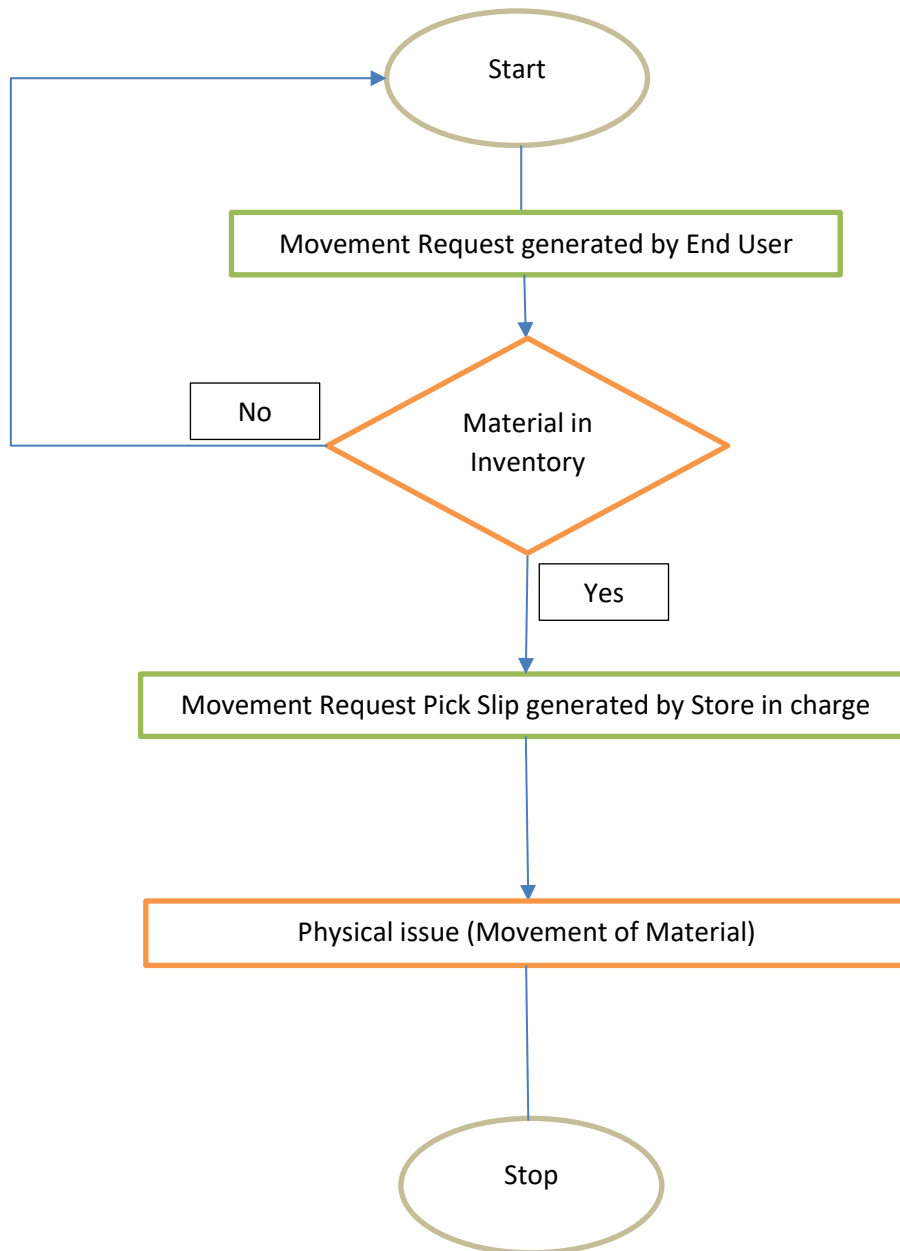 Start
Movement Request generated by End User
No
Material in
Inventory
Yes
Movement Request Pick Slip generated by Store in charge
Physical issue (Movement of Material)
Stop